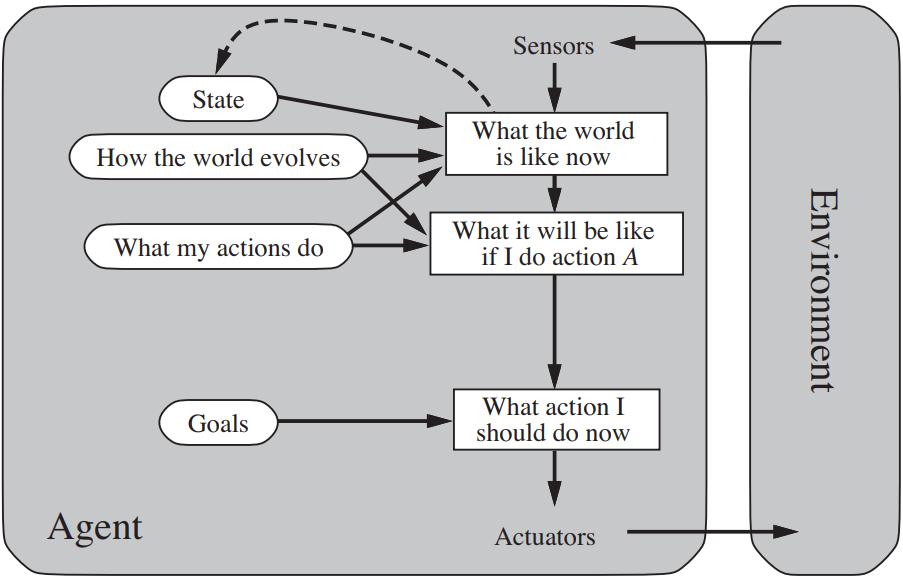 Sensors
State
What the world
is like now
How the world evolves
What my actions do
What it will be like
if I do action A
Environment
Goals
What action I
should do now
Agent
Actuators